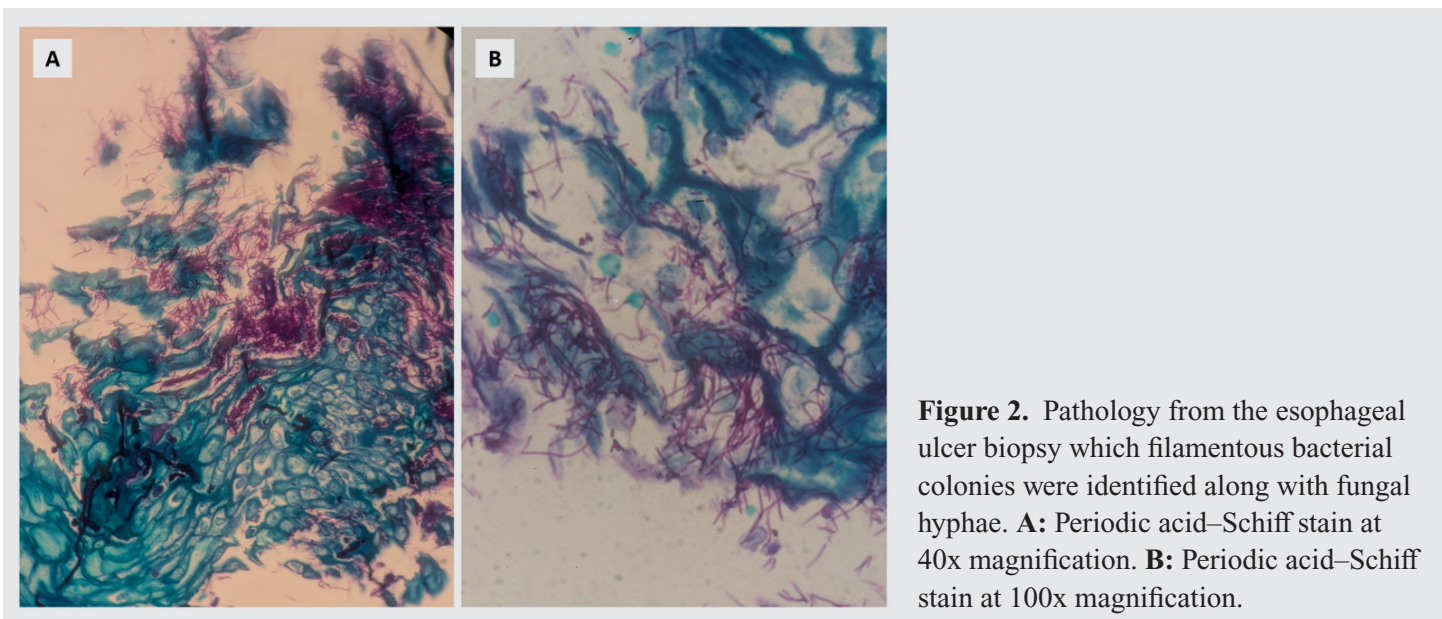 A
B
Figure 2. Pathology from the esophageal
ulcer biopsy which filamentous bacterial
colonies were identified along with fungal
hyphae. A: Periodic acid–Schiff stain at
40x magnification. B: Periodic acid–Schiff
stain at 100x magnification.